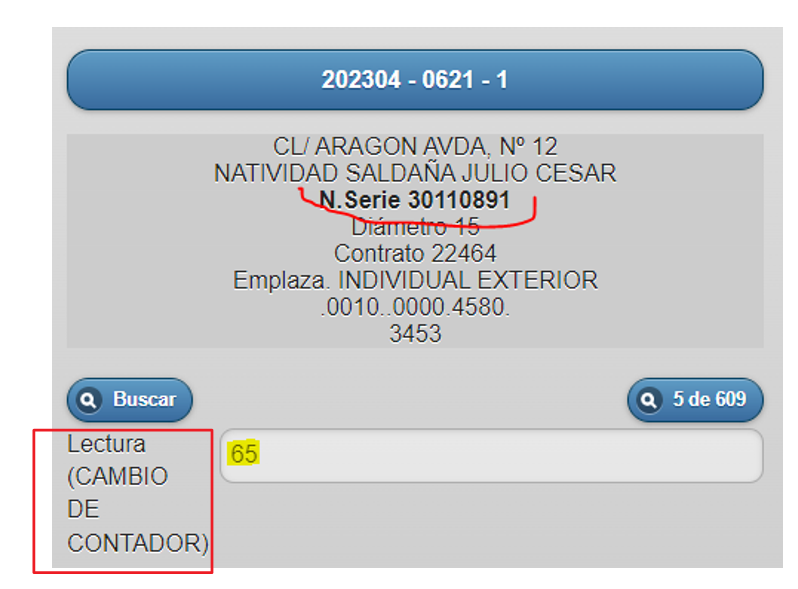 202304 - 0621 - 1
CL/ ARAGON AVDA, Nº 12
NATIVIDAD SALDAÑA JULIO CESAR
N.Serie 30110891
Diámetro 15
Contrato 22464
Emplaza. INDIVIDUAL EXTERIOR
.0010..0000.4580.
3453
Buscar
5 de 609
Lectura
(CAMBIO
DE
CONTADOR)
65